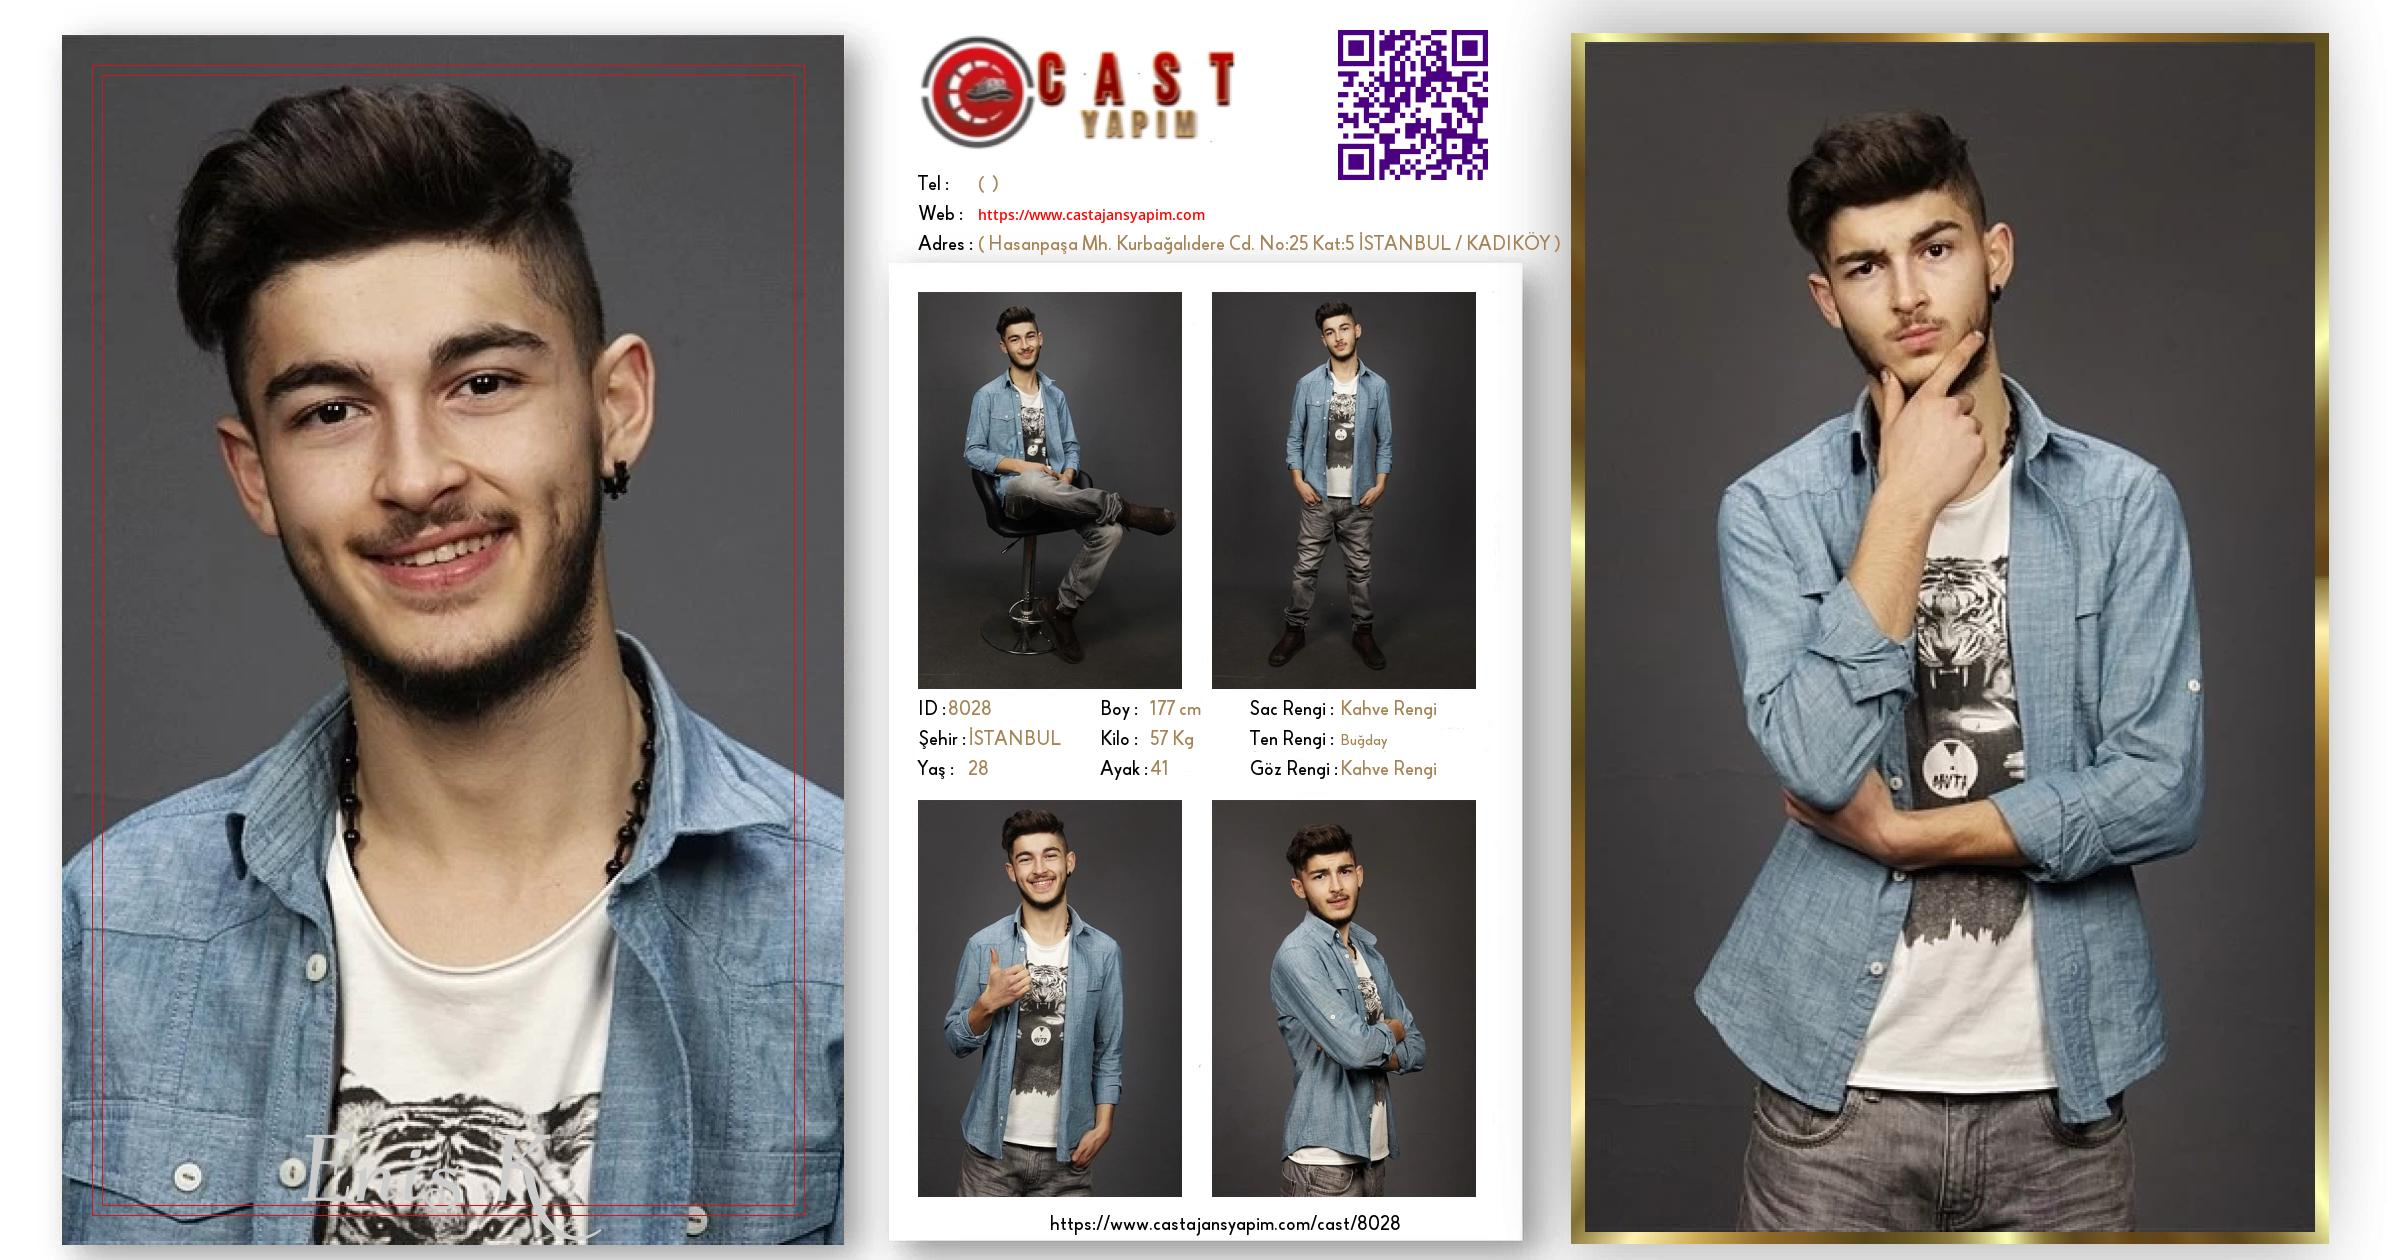 CAST
YAPIM
Tel : ( )
Web : https://www.castajansyapim.com
Adres : ( Hasanpaşa Mh. Kurbağalıdere Cd. No:25 Kat:5 İSTANBUL / KADIKÖY )
ID : 8028 Boy : 177 cm Sac Rengi : Kahve Rengi
Şehir : İSTANBUL Kilo : 57 Kg Ten Rengi : Buğday
Yaş : 28 Ayak : 41 Göz Rengi : Kahve Rengi
Enis K
https://www.castajansyapim.com/cast/8028